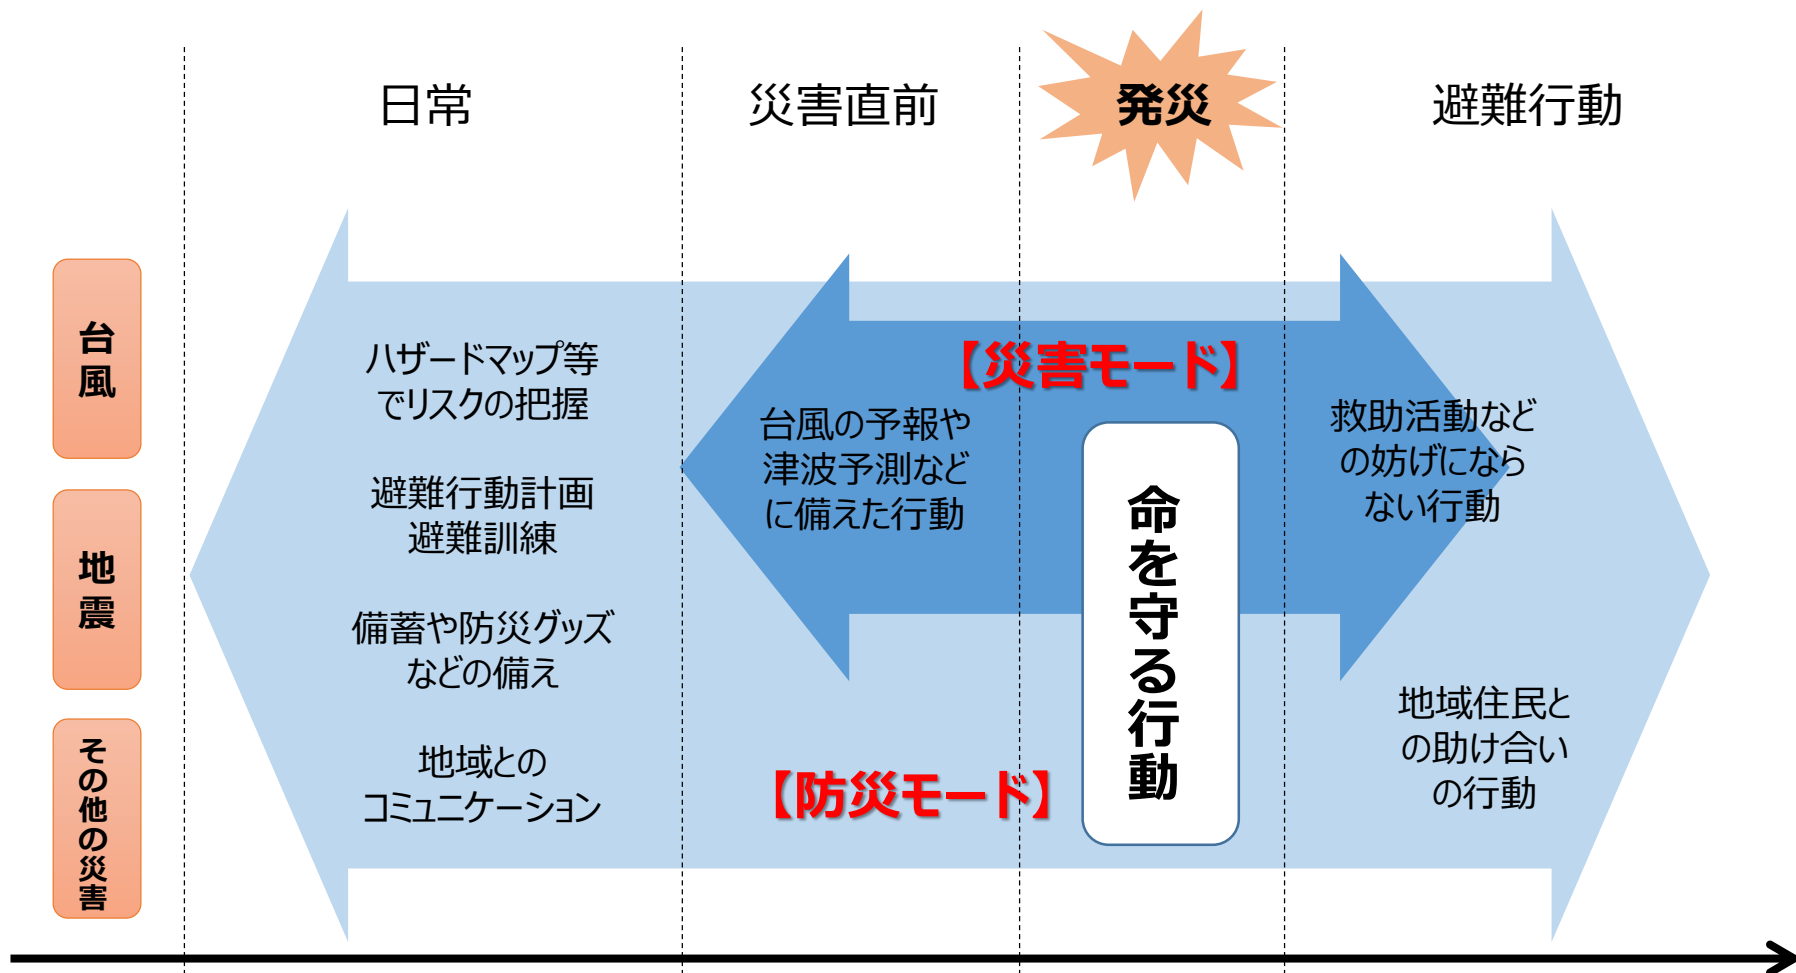 日常
災害直前
発災
避難行動
台風
地震
その他の災害
ハザードマップ等
でリスクの把握
避難行動計画
避難訓練
備蓄や防災グッズ
などの備え
地域との
コミュニケーション
【災害モード】
台風の予報や
津波予測など
に備えた行動
【防災モード】
命を守る行動
救助活動など
の妨げになら
ない行動
地域住民と
の助け合い
の行動